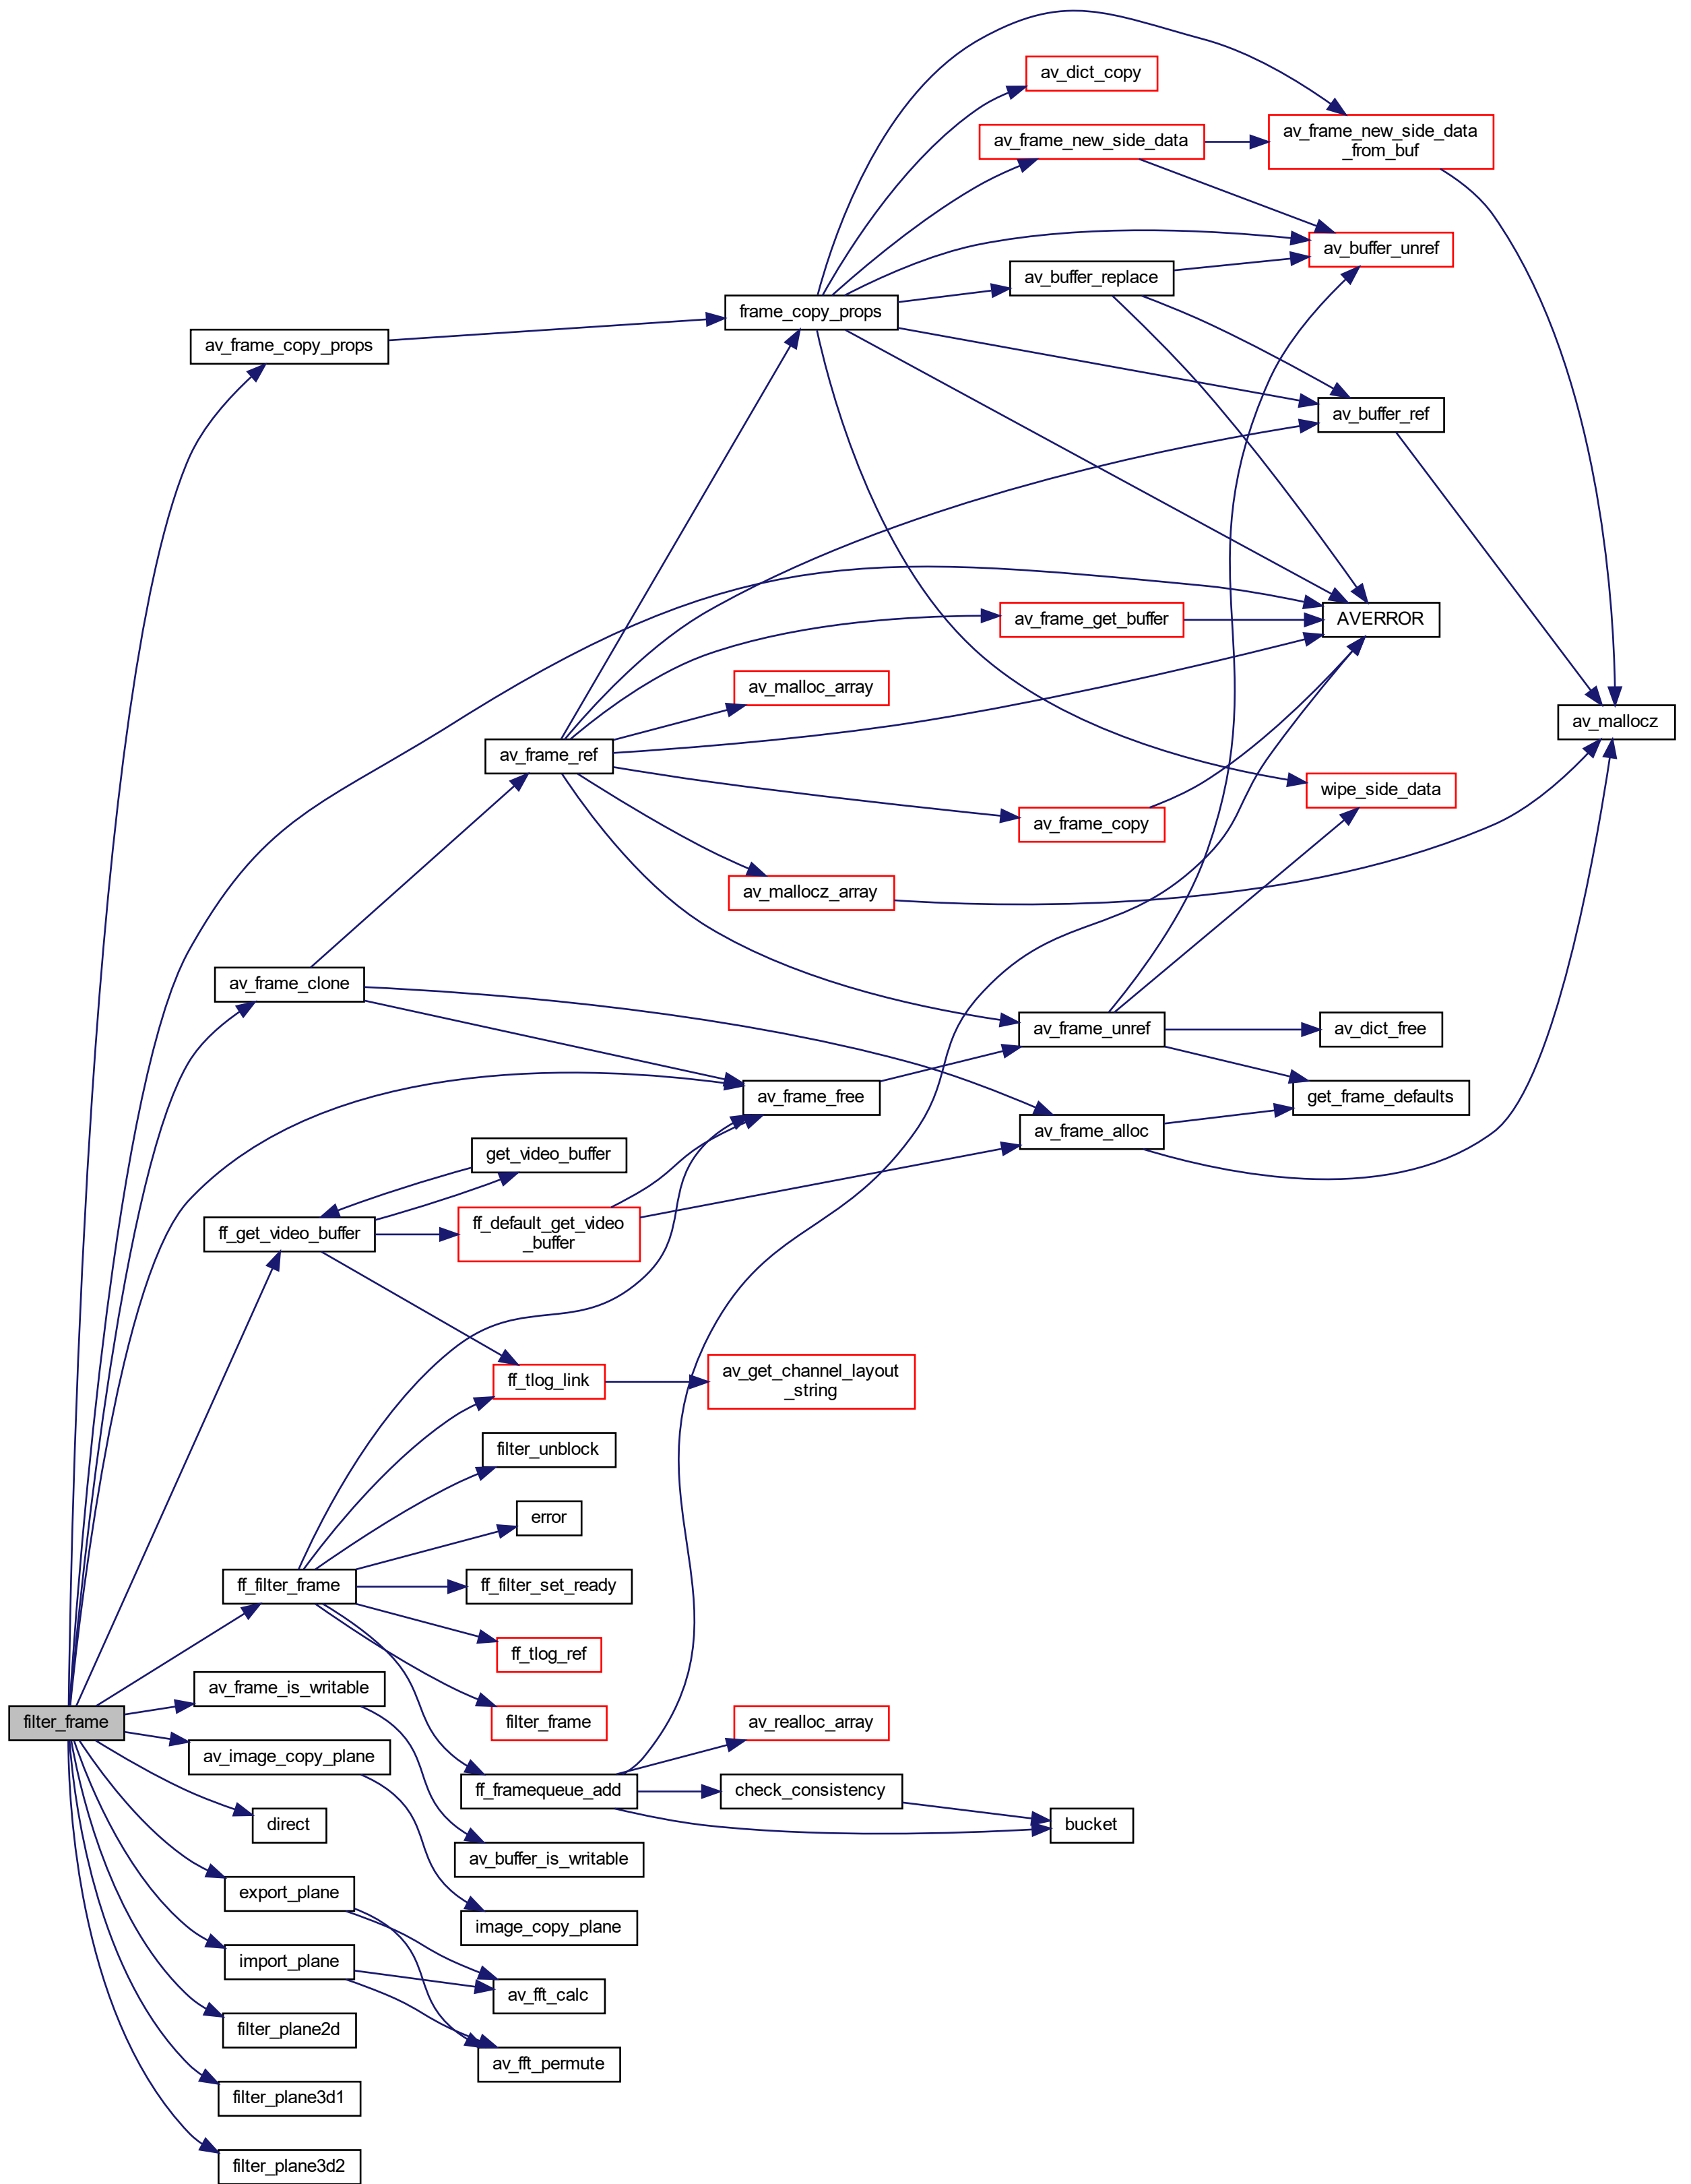 av_dict_copy
av_frame_new_side_data
av_frame_new_side_data
_from_buf
av_buffer_unref
av_buffer_replace
frame_copy_props
av_frame_copy_props
av_buffer_ref
av_frame_get_buffer
AVERROR
av_malloc_array
av_mallocz
av_frame_ref
wipe_side_data
av_frame_copy
av_mallocz_array
av_frame_clone
av_frame_unref
av_dict_free
av_frame_free
get_frame_defaults
av_frame_alloc
get_video_buffer
ff_get_video_buffer
ff_default_get_video
_buffer
ff_tlog_link
av_get_channel_layout
_string
filter_unblock
error
ff_filter_frame
ff_filter_set_ready
ff_tlog_ref
av_frame_is_writable
filter_frame
filter_frame
av_realloc_array
av_image_copy_plane
ff_framequeue_add
check_consistency
direct
bucket
av_buffer_is_writable
export_plane
image_copy_plane
import_plane
av_fft_calc
filter_plane2d
av_fft_permute
filter_plane3d1
filter_plane3d2